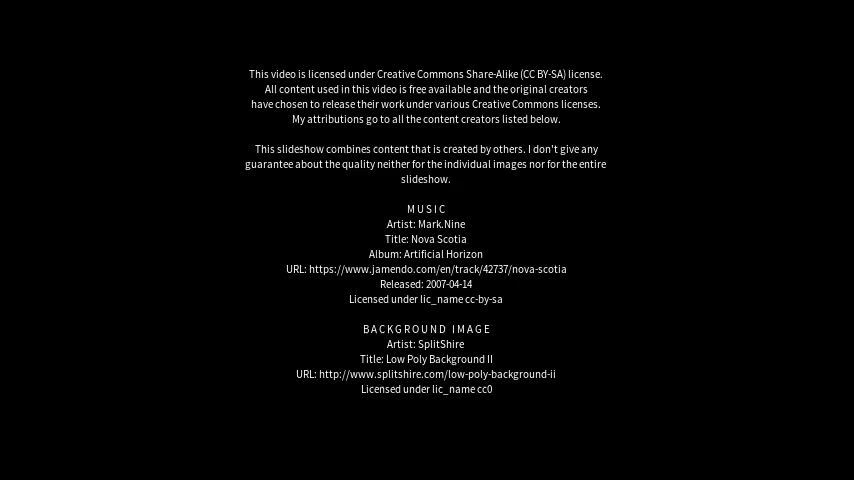 This video is licensed under Creative Commons Share-Alike (CC BY-SA) license.
All content used in this video is free available and the original creators
have chosen to release their work under various Creative Commons licenses.
My attributions go to all the content creators listed below.
This slideshow combines content that is created by others. I don't give any
guarantee about the quality neither for the individual images nor for the entire
slideshow.
MUSIC
Artist: Mark.Nine
Title: Nova Scotia
Album: Artificial Horizon
URL: https://www.jamendo.com/en/track/42737/nova-scotia
Released: 2007-04-14
Licensed under lic_name cc-by-sa
BACKGROUND IMAGE
Artist: SplitShire
Title: Low Poly Background II
URL: http://www.splitshire.com/low-poly-background-ii
Licensed under lic_name cc0